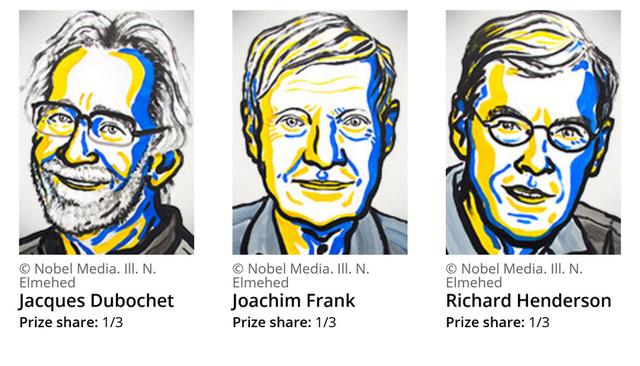 © Nobel Media. Ill. N.
Elmehed
Jacques Dubochet
Prize share: 1/3
© Nobel Media. Ill. N.
Elmehed
Joachim Frank
Prize share: 1/3
© Nobel Media. Ill. N.
Elmehed
Richard Henderson
Prize share: 1/3